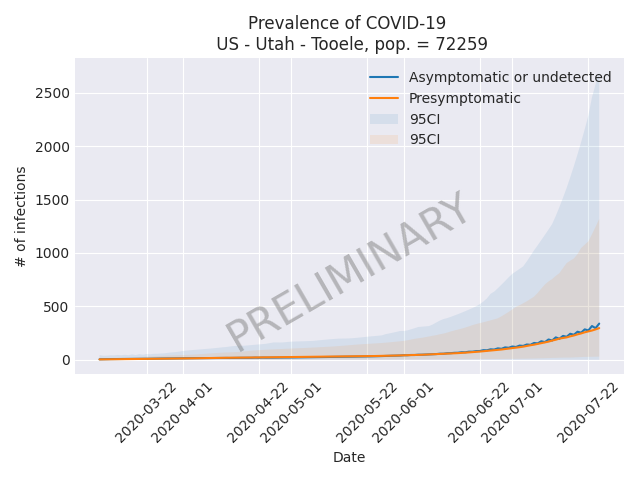 Prevalence of COVID-19
US - Utah - Tooele, pop. = 72259
Asymptomatic or undetected
Presymptomatic
95CI
95CI
2500
2000
1500
1000
500
0
# of infections
PRELIMINARY
2020-03-22
2020-04-01
2020-04-22
2020-05-01
2020-05-22
2020-06-01
2020-06-22
2020-07-01
2020-07-22
Date